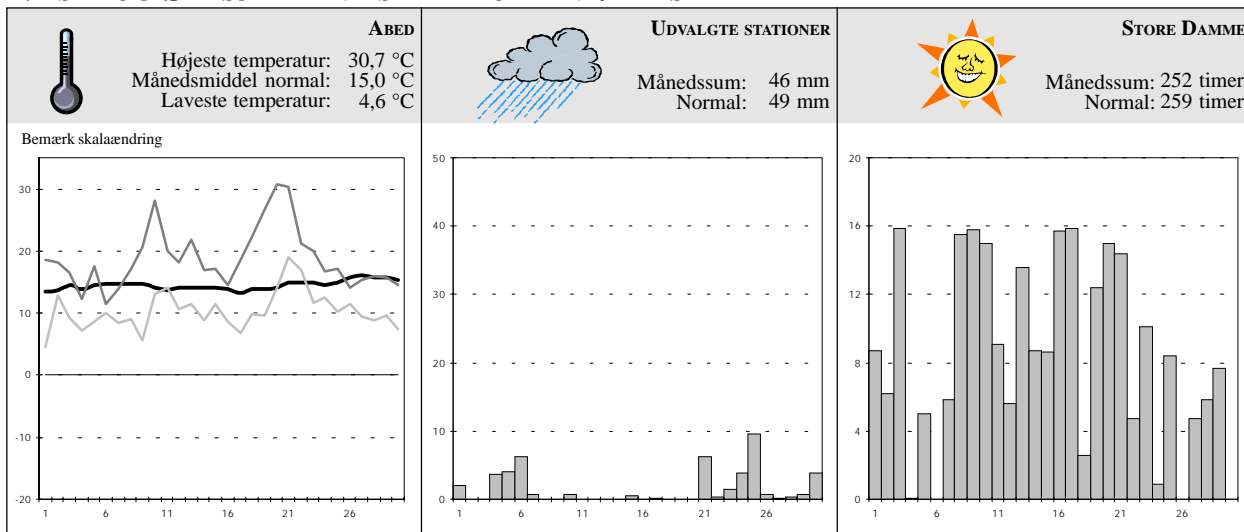 ABED
Højeste temperatur: 30,7 °C
Månedsmiddel normal: 15,0 °C
Laveste temperatur: 4,6 °C
UDVALGTE STATIONER
Månedssum: 46 mm
Normal: 49 mm
STORE DAMME
Månedssum: 252 timer
Normal: 259 timer
Bemærk skalaændring
30
20
10
0
-10
-20
1 6 11 16 21 26
50
40
30
20
10
0
1 6 11 16 21 26
20
16
12
8
4
0
1 6 11 16 21 26